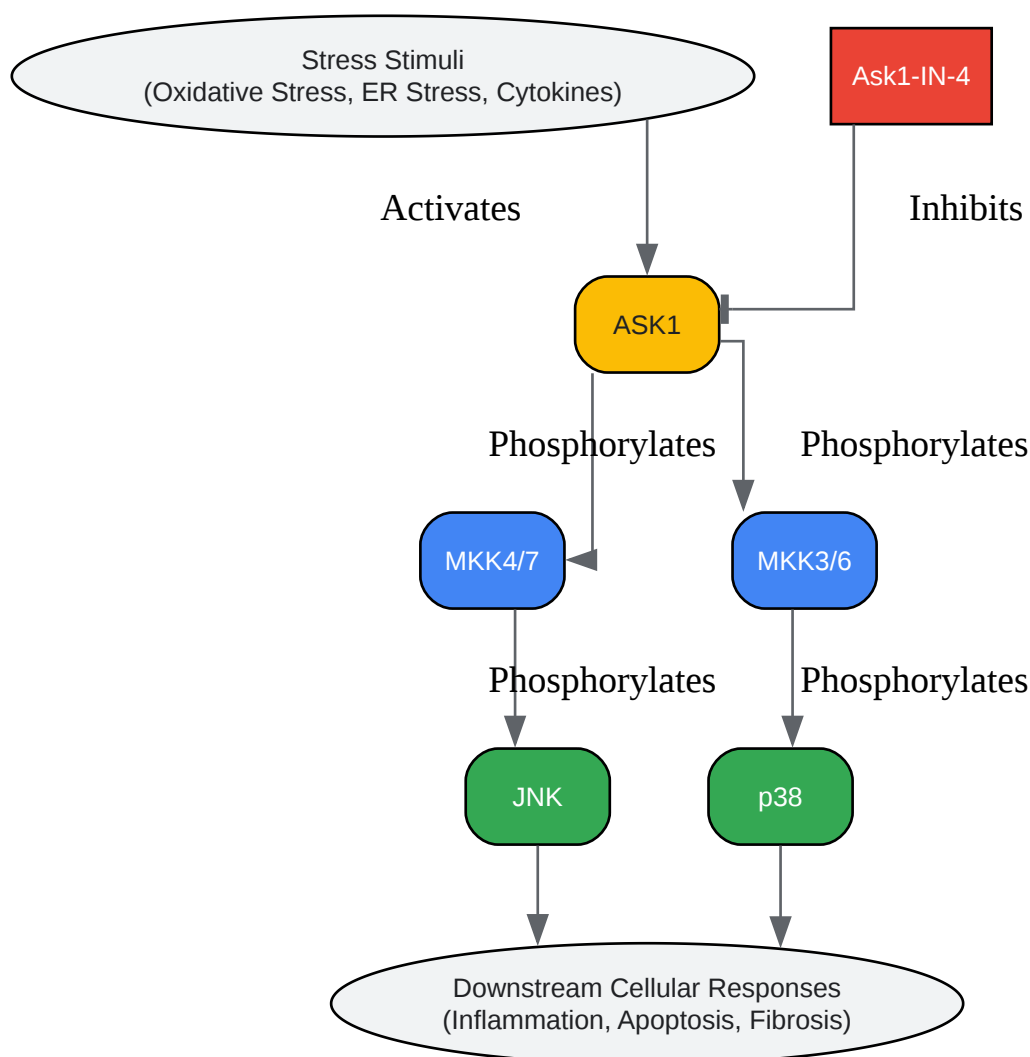 Stress Stimuli
(Oxidative Stress, ER Stress, Cytokines)
Ask1-IN-4
Activates
Inhibits
ASK1
Phosphorylates
Phosphorylates
MKK4/7
MKK3/6
Phosphorylates
Phosphorylates
JNK
p38
Downstream Cellular Responses
(Inflammation, Apoptosis, Fibrosis)